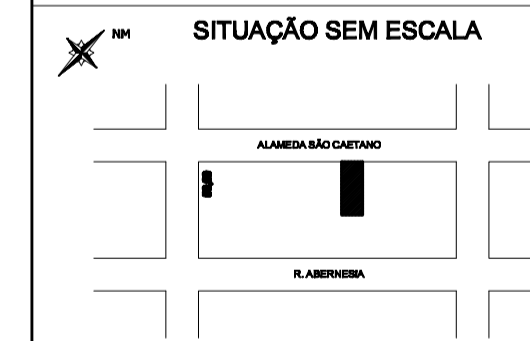 NM
SITUAÇÃO SEM ESCALA
ALAMEDA SÃO CAETANO
R. ABERNESIA